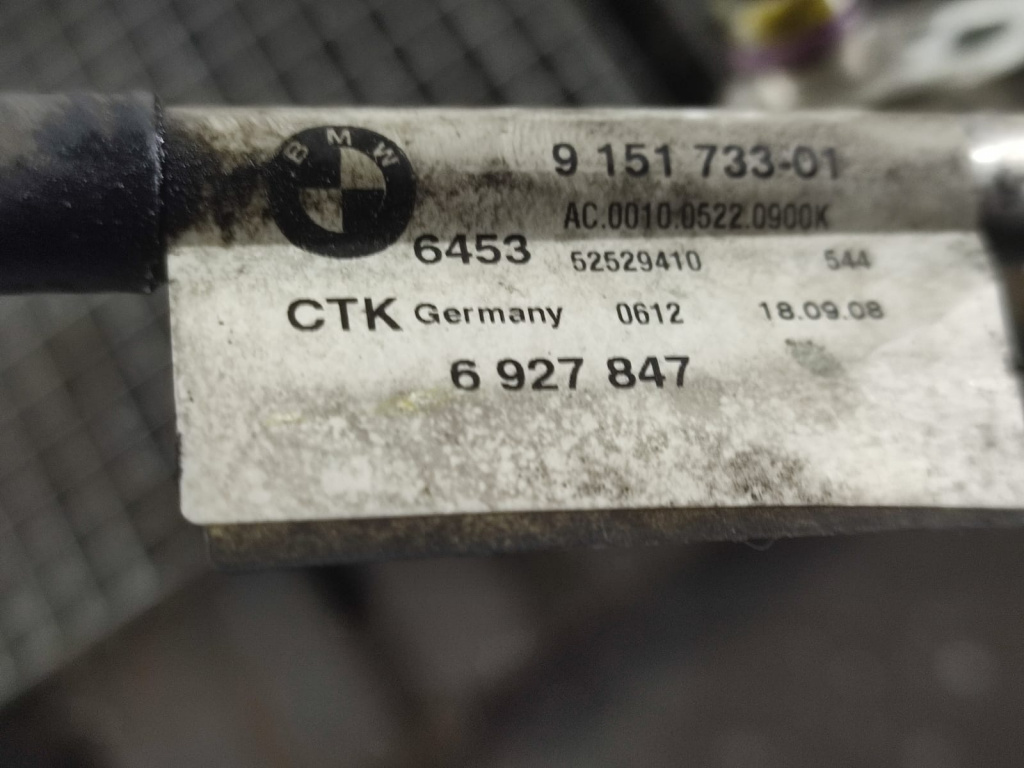 BMW
9 151 733-01
AC.0010.0522.0900K
6453 52529410 544
CTK Germany 0612 18.09.08
6 927 847